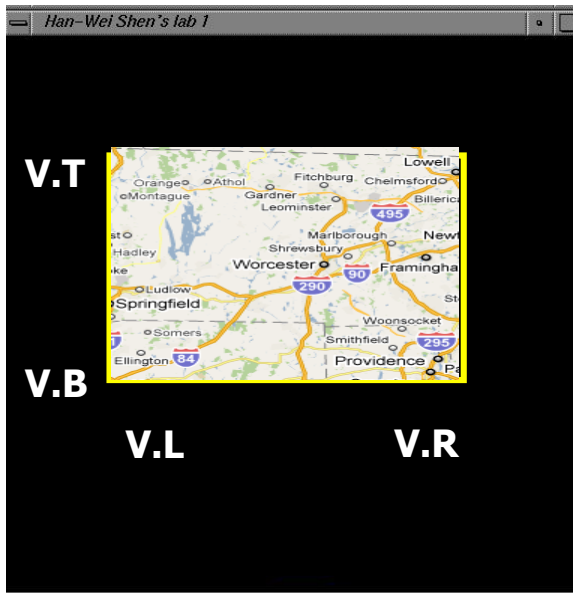 Han-Wei Shen's lab 1
V.T
Lowell
Orange
Athol
Fitchburg
Chelmsford
Montague
Gardner
Leominster
Billerica
495
Marlborough
Hadley
Shrewsbury
Worcester
90
Framingha
Ludlow
290
Springfield
Woonsocket
Somers
Smithfield
295
Ellington
84
Providence
V.B
V.L
V.R